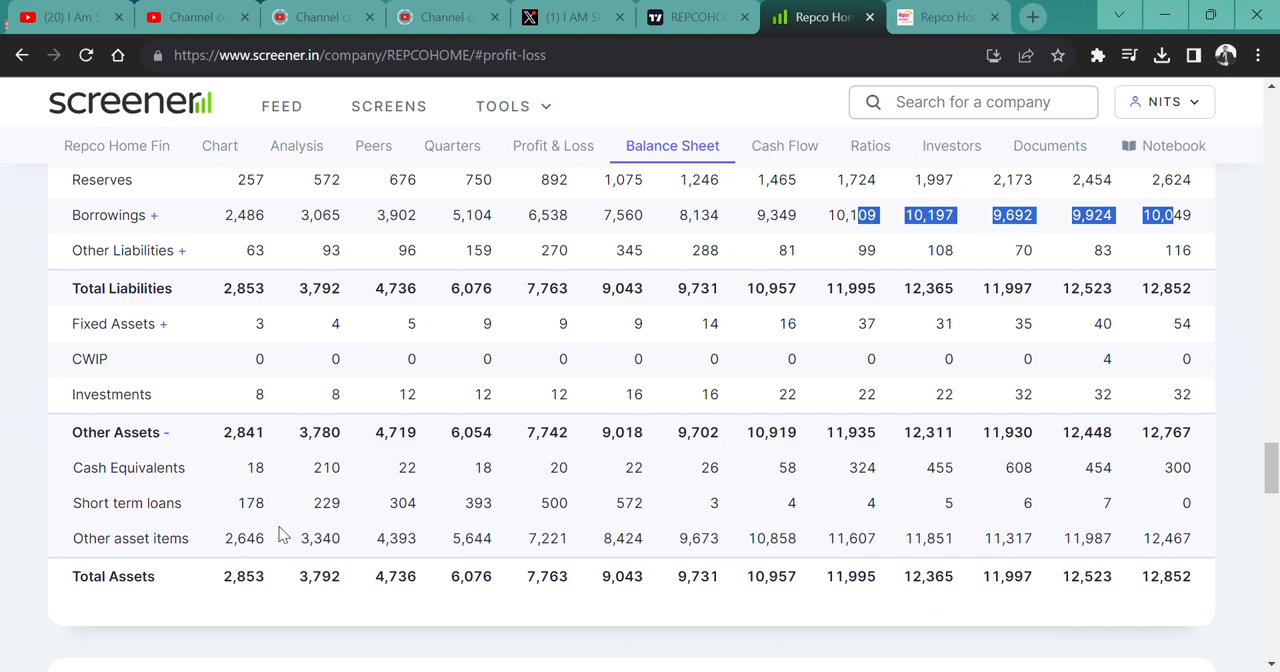 (20) I Am S
Channel co
Channel co
Channel co
(1) I AM S
REPCOHO
Repco Hom
Repco Hom
https://www.screener.in/company/REPCOHOME/#profit-loss
screener
FEED
SCREENS
TOOLS
Search for a company
NITS
Repco Home Fin Chart Analysis Peers Quarters Profit & Loss Balance Sheet Cash Flow Ratios Investors Documents Notebook
Reserves 257 572 676 750 892 1,075 1,246 1,465 1,724 1,997 2,173 2,454 2,624
Borrowings + 2,486 3,065 3,902 5,104 6,538 7,560 8,134 9,349 10,109 10,197 9,692 9,924 10,049
Other Liabilities + 63 93 96 159 270 345 288 81 99 108 70 83 116
Total Liabilities 2,853 3,792 4,736 6,076 7,763 9,043 9,731 10,957 11,995 12,365 11,997 12,523 12,852
Fixed Assets + 3 4 5 9 9 9 14 16 37 31 35 40 54
CWIP 0 0 0 0 0 0 0 0 0 0 0 4 0
Investments 8 8 12 12 12 16 16 22 22 22 32 32 32
Other Assets - 2,841 3,780 4,719 6,054 7,742 9,018 9,702 10,919 11,935 12,311 11,930 12,448 12,767
Cash Equivalents 18 210 22 18 20 22 26 58 324 455 608 454 300
Short term loans 178 229 304 393 500 572 3 4 4 5 6 7 0
Other asset items 2,646 3,340 4,393 5,644 7,221 8,424 9,673 10,858 11,607 11,851 11,317 11,987 12,467
Total Assets 2,853 3,792 4,736 6,076 7,763 9,043 9,731 10,957 11,995 12,365 11,997 12,523 12,852